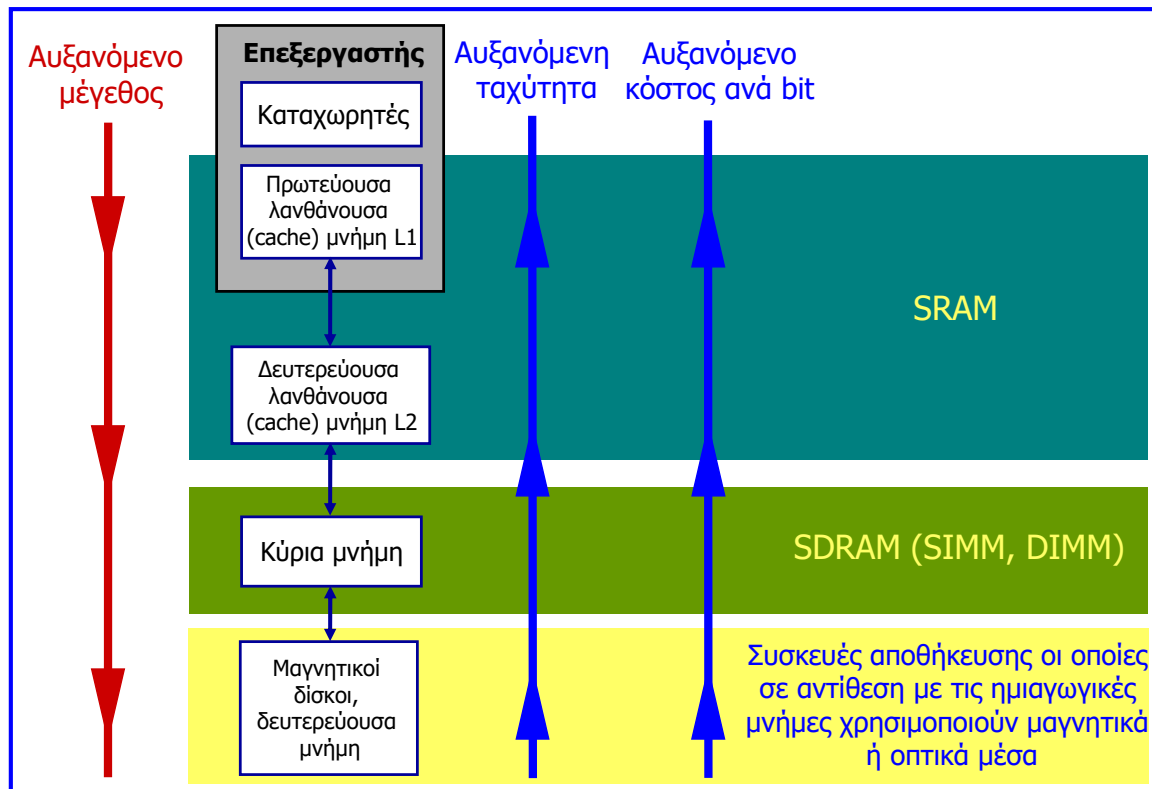 Αυξανόμενο
μέγεθος
Επεξεργαστής
Καταχωρητές
Πρωτεύουσα
λανθάνουσα
(cache) μνήμη L1
Αυξανόμενη
ταχύτητα
Αυξανόμενο
κόστος ανά bit
SRAM
Δευτερεύουσα
λανθάνουσα
(cache) μνήμη L2
Κύρια μνήμη
SDRAM (SIMM, DIMM)
Μαγνητικοί
δίσκοι,
δευτερεύουσα
μνήμη
Συσκευές αποθήκευσης οι οποίες
σε αντίθεση με τις ημιαγωγικές
μνήμες χρησιμοποιούν μαγνητικά
ή οπτικά μέσα